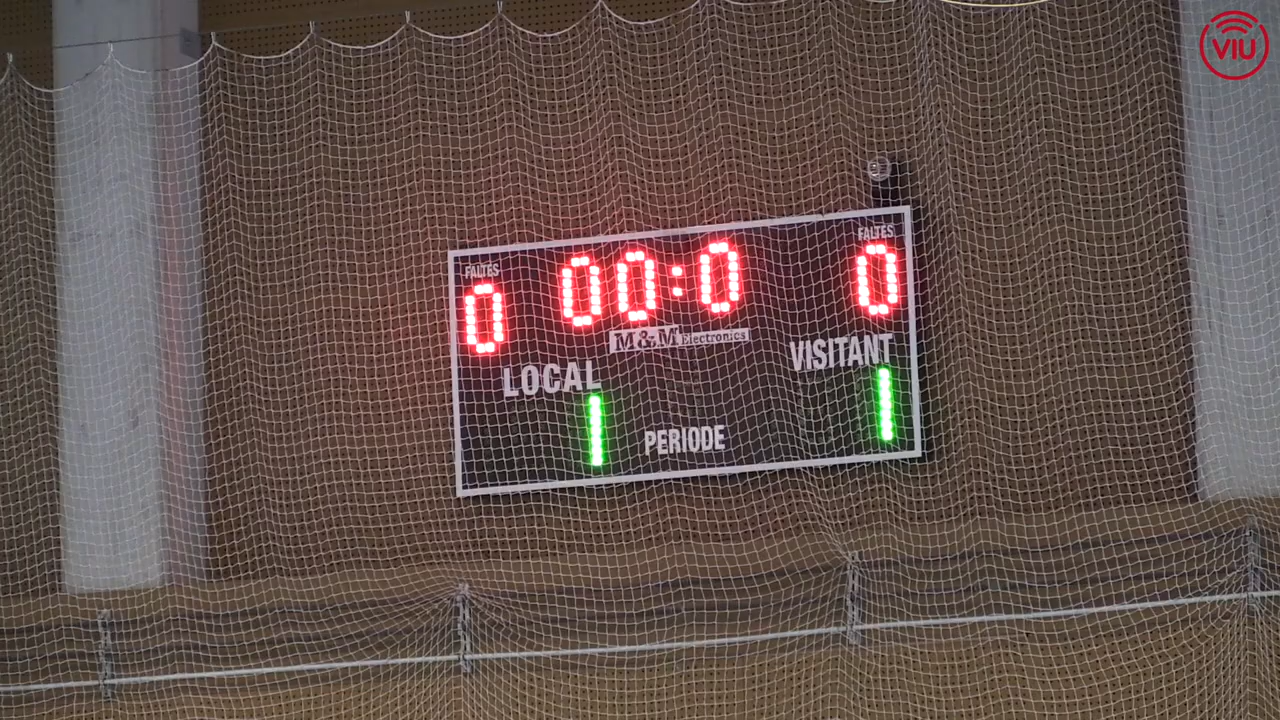 VIU
FALTES FALTES
0 00:0 0
M&M Electronics
LOCAL VISITANT
1 PERIODE 1